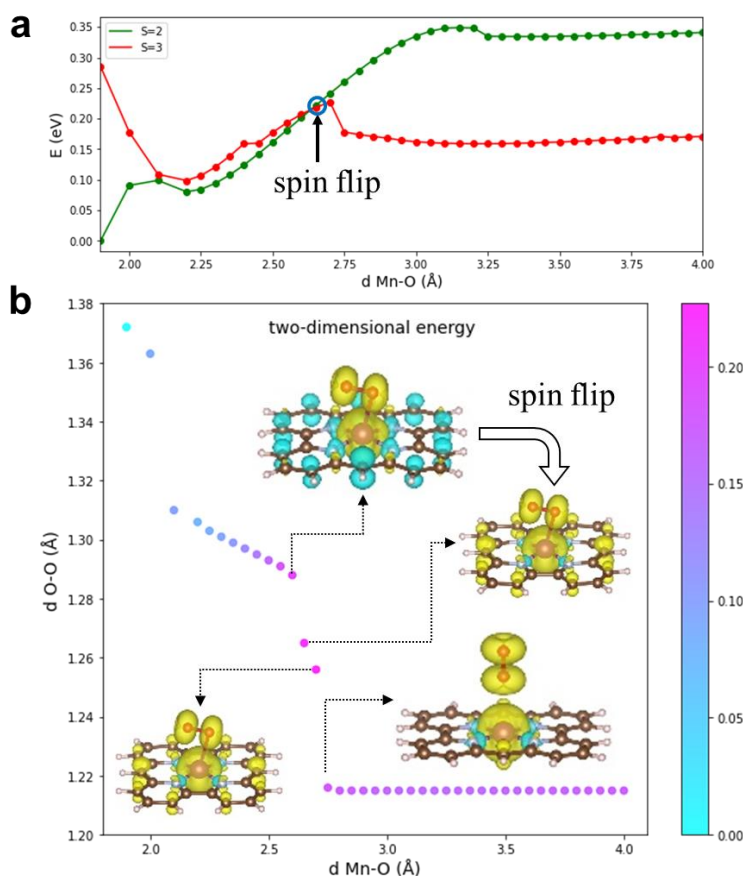 a
S=2
S=3
0.35
0.30
0.25
0.20
0.15
0.10
0.05
0.00
E (eV)
spin flip
2.00 2.25 2.50 2.75 3.00 3.25 3.50 3.75 4.00
d Mn-O (Å)
b
two-dimensional energy
spin flip
1.38
1.36
1.34
1.32
1.30
1.28
1.26
1.24
1.22
1.20
d O-O (Å)
2.0 2.5 3.0 3.5 4.0
d Mn-O (Å)
0.20
0.15
0.10
0.05
0.00